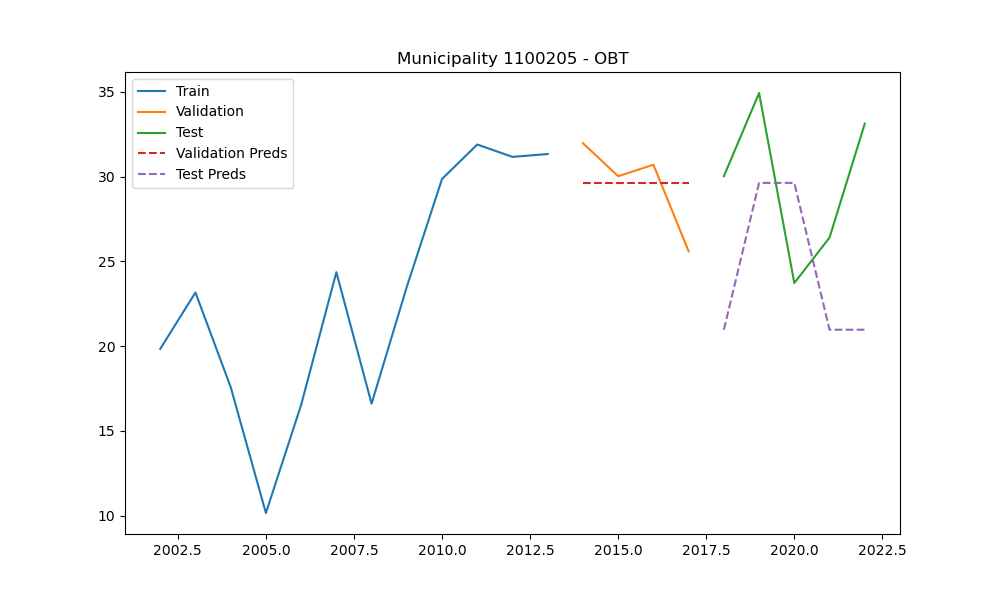 Municipality 1100205 - OBT
Train
Validation
Test
Validation Preds
Test Preds
35
30
25
20
15
10
2002.5 2005.0 2007.5 2010.0 2012.5 2015.0 2017.5 2020.0 2022.5